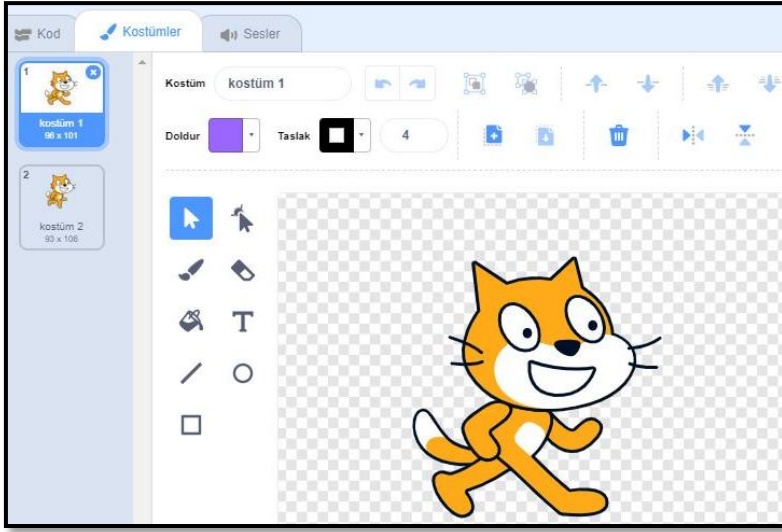 Kod
Kostümler
Sesler
1
kostüm 1
96 x 101
2
kostüm 2
93 x 106
Kostüm
kostüm 1
Doldur
Taslak
4
T